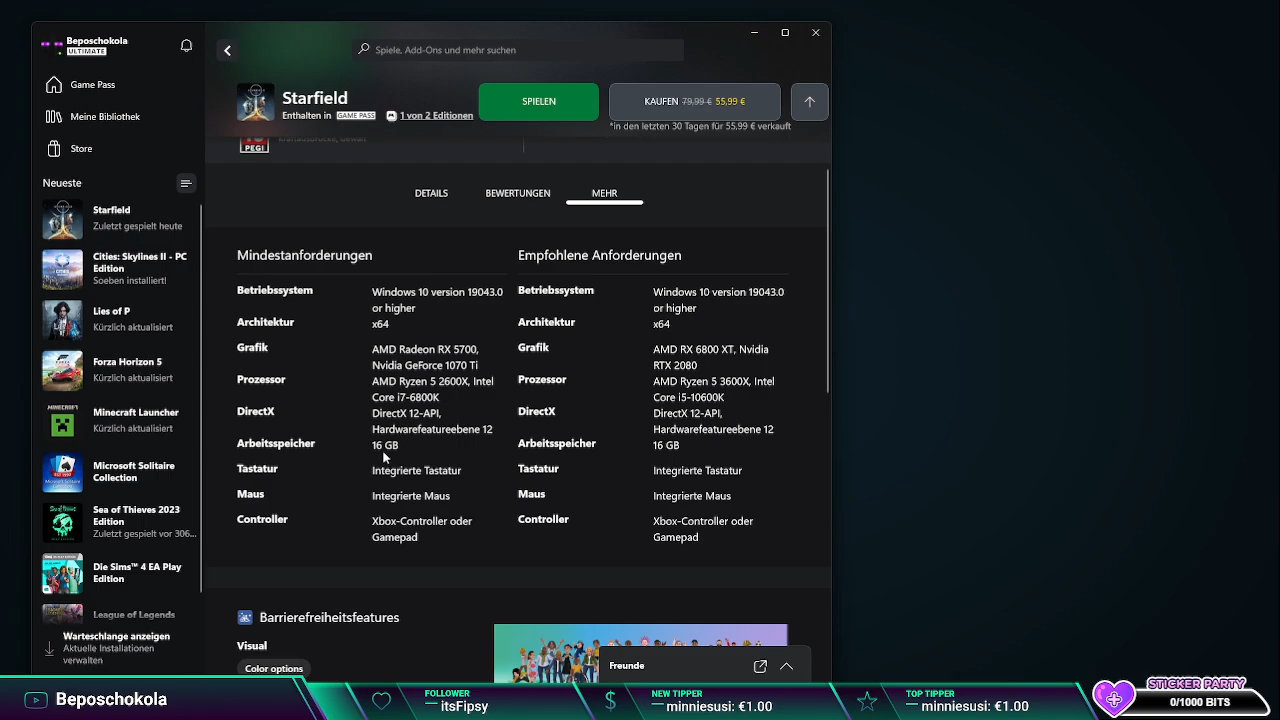 Beposchokola
ULTIMATE
Game Pass
Meine Bibliothek
Store
Neueste
Starfield
Zuletzt gespielt heute
Cities: Skylines II - PC
Edition
Soeben installiert!
Lies of P
Kürzlich aktualisiert
Forza Horizon 5
Kürzlich aktualisiert
MINECRAFT
Minecraft Launcher
Kürzlich aktualisiert
Microsoft Solitaire
Collection
Sea of Thieves 2023
Edition
Zuletzt gespielt vor 306...
Die Sims™ 4 EA Play
Edition
League of Legends
Warteschlange anzeigen
Aktuelle Installationen
verwalten
Spiele, Add-Ons und mehr suchen
Starfield
Enthalten in GAME PASS 1 von 2 Editionen
SPIELEN
KAUFEN 79,99 € 55,99 €
*In den letzten 30 Tagen für 55,99 € verkauft
PEGI
DETAILS
BEWERTUNGEN
MEHR
Mindestanforderungen
Betriebssystem Windows 10 version 19043.0
or higher
Architektur x64
Grafik AMD Radeon RX 5700,
Nvidia GeForce 1070 Ti
Prozessor AMD Ryzen 5 2600X, Intel
Core i7-6800K
DirectX DirectX 12-API,
Hardwarefeatureebene 12
Arbeitsspeicher 16 GB
Tastatur Integrierte Tastatur
Maus Integrierte Maus
Controller Xbox-Controller oder
Gamepad
Empfohlene Anforderungen
Betriebssystem Windows 10 version 19043.0
or higher
Architektur x64
Grafik AMD RX 6800 XT, Nvidia
RTX 2080
Prozessor AMD Ryzen 5 3600X, Intel
Core i5-10600K
DirectX DirectX 12-API,
Hardwarefeatureebene 12
Arbeitsspeicher 16 GB
Tastatur Integrierte Tastatur
Maus Integrierte Maus
Controller Xbox-Controller oder
Gamepad
Barrierefreiheitsfeatures
Visual
Color options
Freunde
Beposchokola
FOLLOWER
itsFipsy
NEW TIPPER
minniesusi: €1.00
TOP TIPPER
minniesusi: €1.00
STICKER PARTY
0/1000 BITS